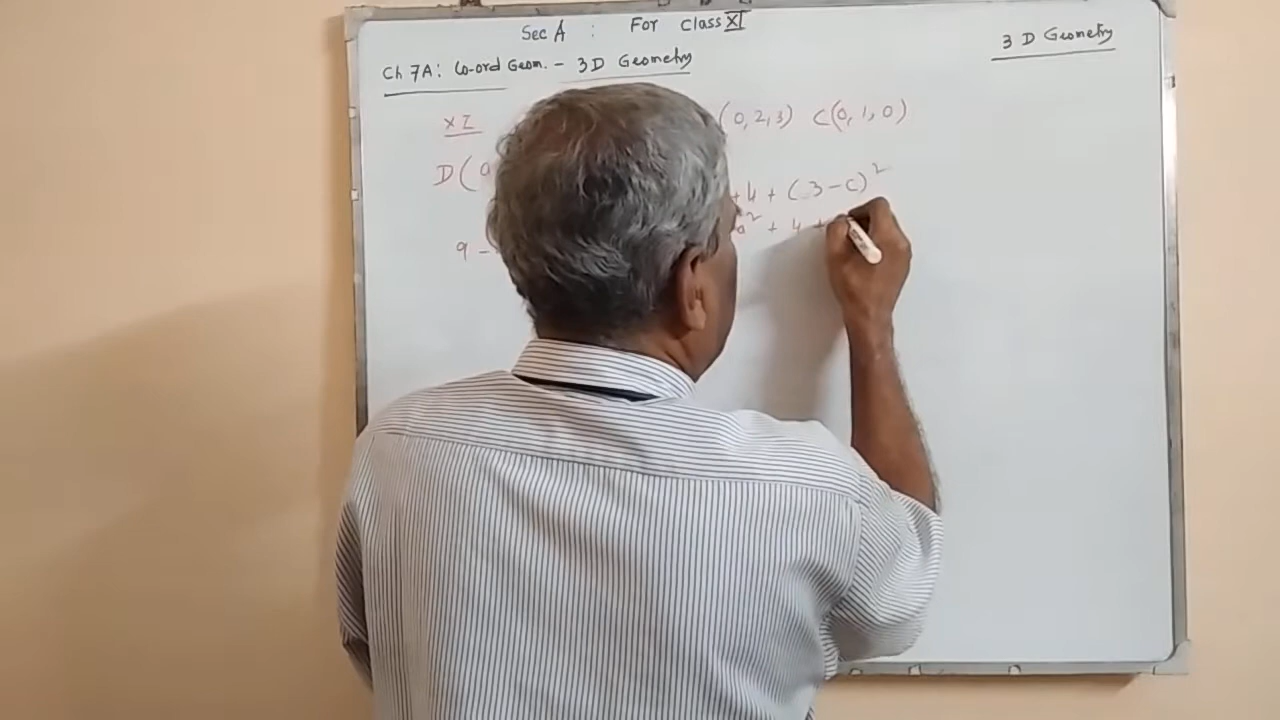 Sec A : For class XI
3 D Geometry
Ch 7A: Co-ord Geom. - 3D Geometry
XZ (0,2,3) C(0,1,0)
D(a + 4 + (3-c)²
a² + 4 +
9 -